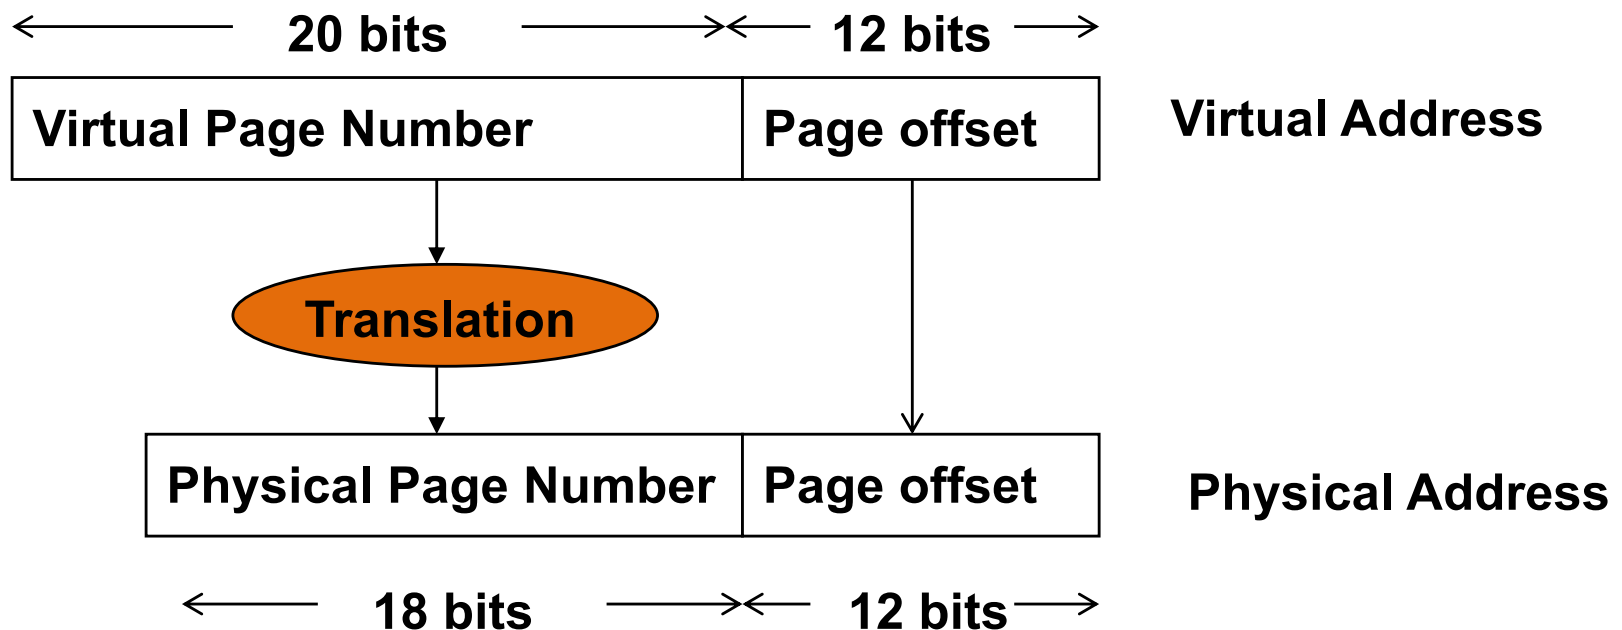 20 bits 12 bits
Virtual Page Number Page offset Virtual Address
Translation
Physical Page Number Page offset Physical Address
18 bits 12 bits